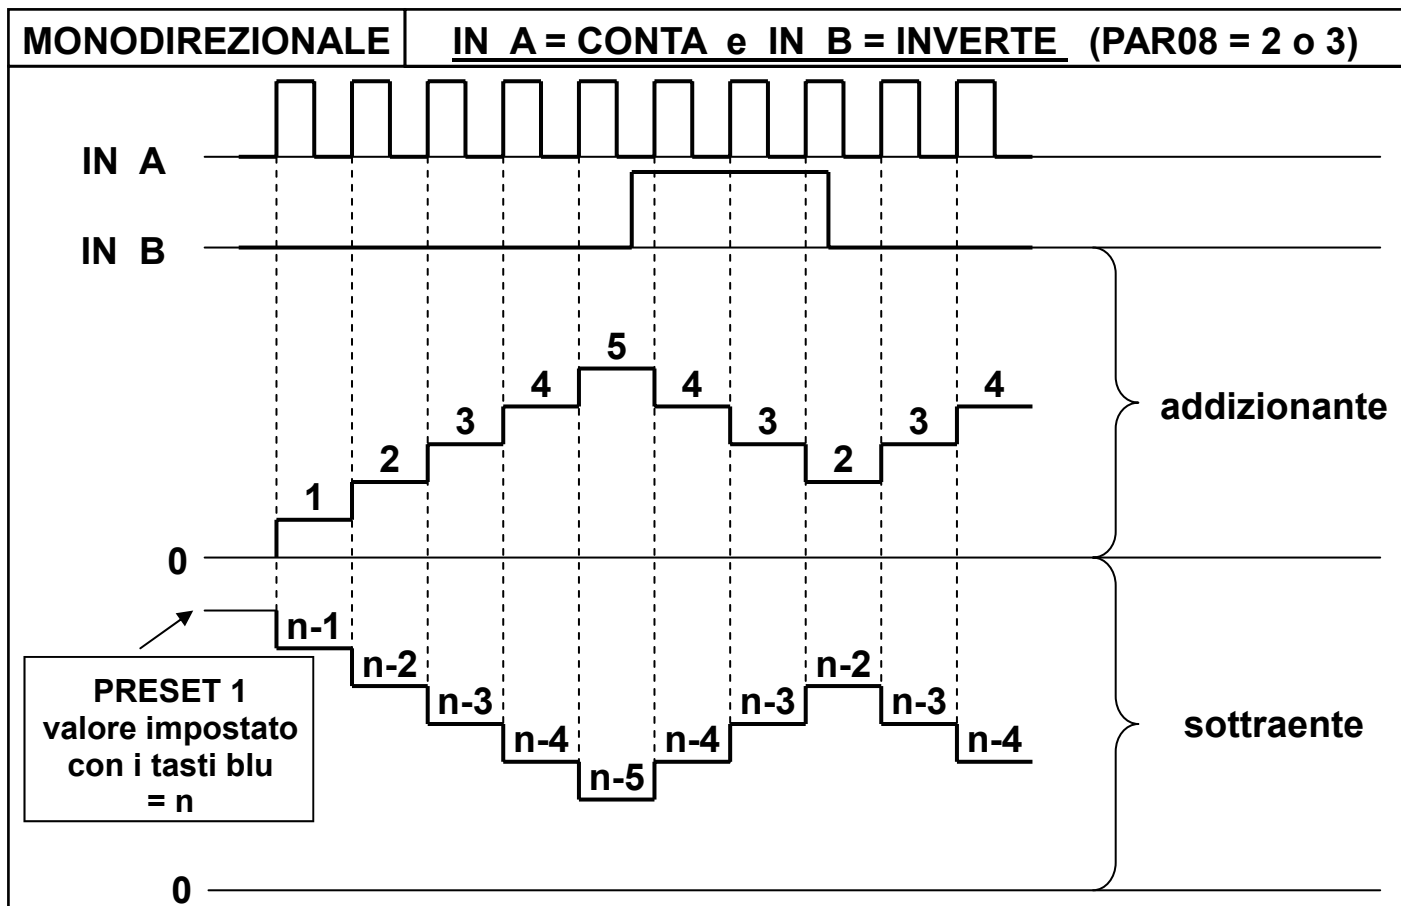 MONODIREZIONALE
IN A = CONTA e IN B = INVERTE (PAR08 = 2 o 3)
IN A
IN B
5
4
4
4
3
3
3
2
2
1
addizionante
0
n-1
n-2
n-2
n-3
n-3
n-3
n-4
n-4
n-4
n-5
PRESET 1
valore impostato
con i tasti blu
= n
sottraente
0